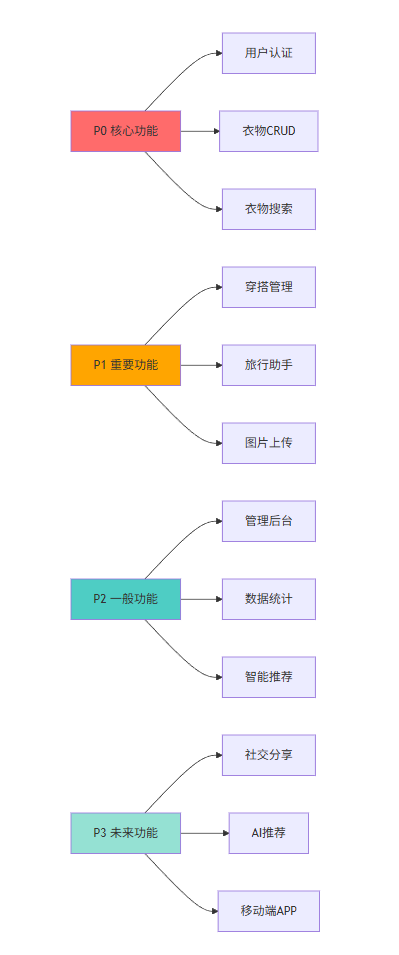 P0 核心功能
用户认证
衣物CRUD
衣物搜索
P1 重要功能
穿搭管理
旅行助手
图片上传
P2 一般功能
管理后台
数据统计
智能推荐
P3 未来功能
社交分享
AI推荐
移动端APP